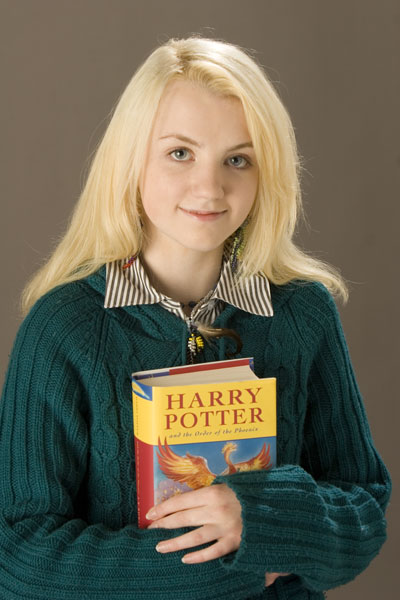 HARRY
POTTER
and the Order of the Phoenix